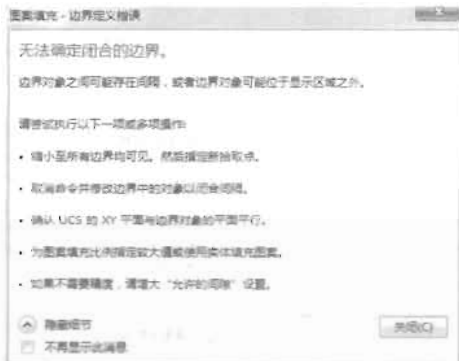 图案填充 - 边界定义错误
无法确定闭合的边界。
边界对象之间可能存在间隔，或者边界对象可能位于显示区域之外。
请尝试执行以下一项或多项操作:
• 缩小至所有边界均可见。然后指定新拾取点。
• 取消命令并修改边界中的对象以闭合间隔。
• 确认 UCS 的 XY 平面与边界对象的平面平行。
• 为图案填充比例指定较大值或使用实体填充图案。
• 如果不需要精度，请增大“允许的间隙”设置。
隐藏细节
关闭(C)
不再显示此消息